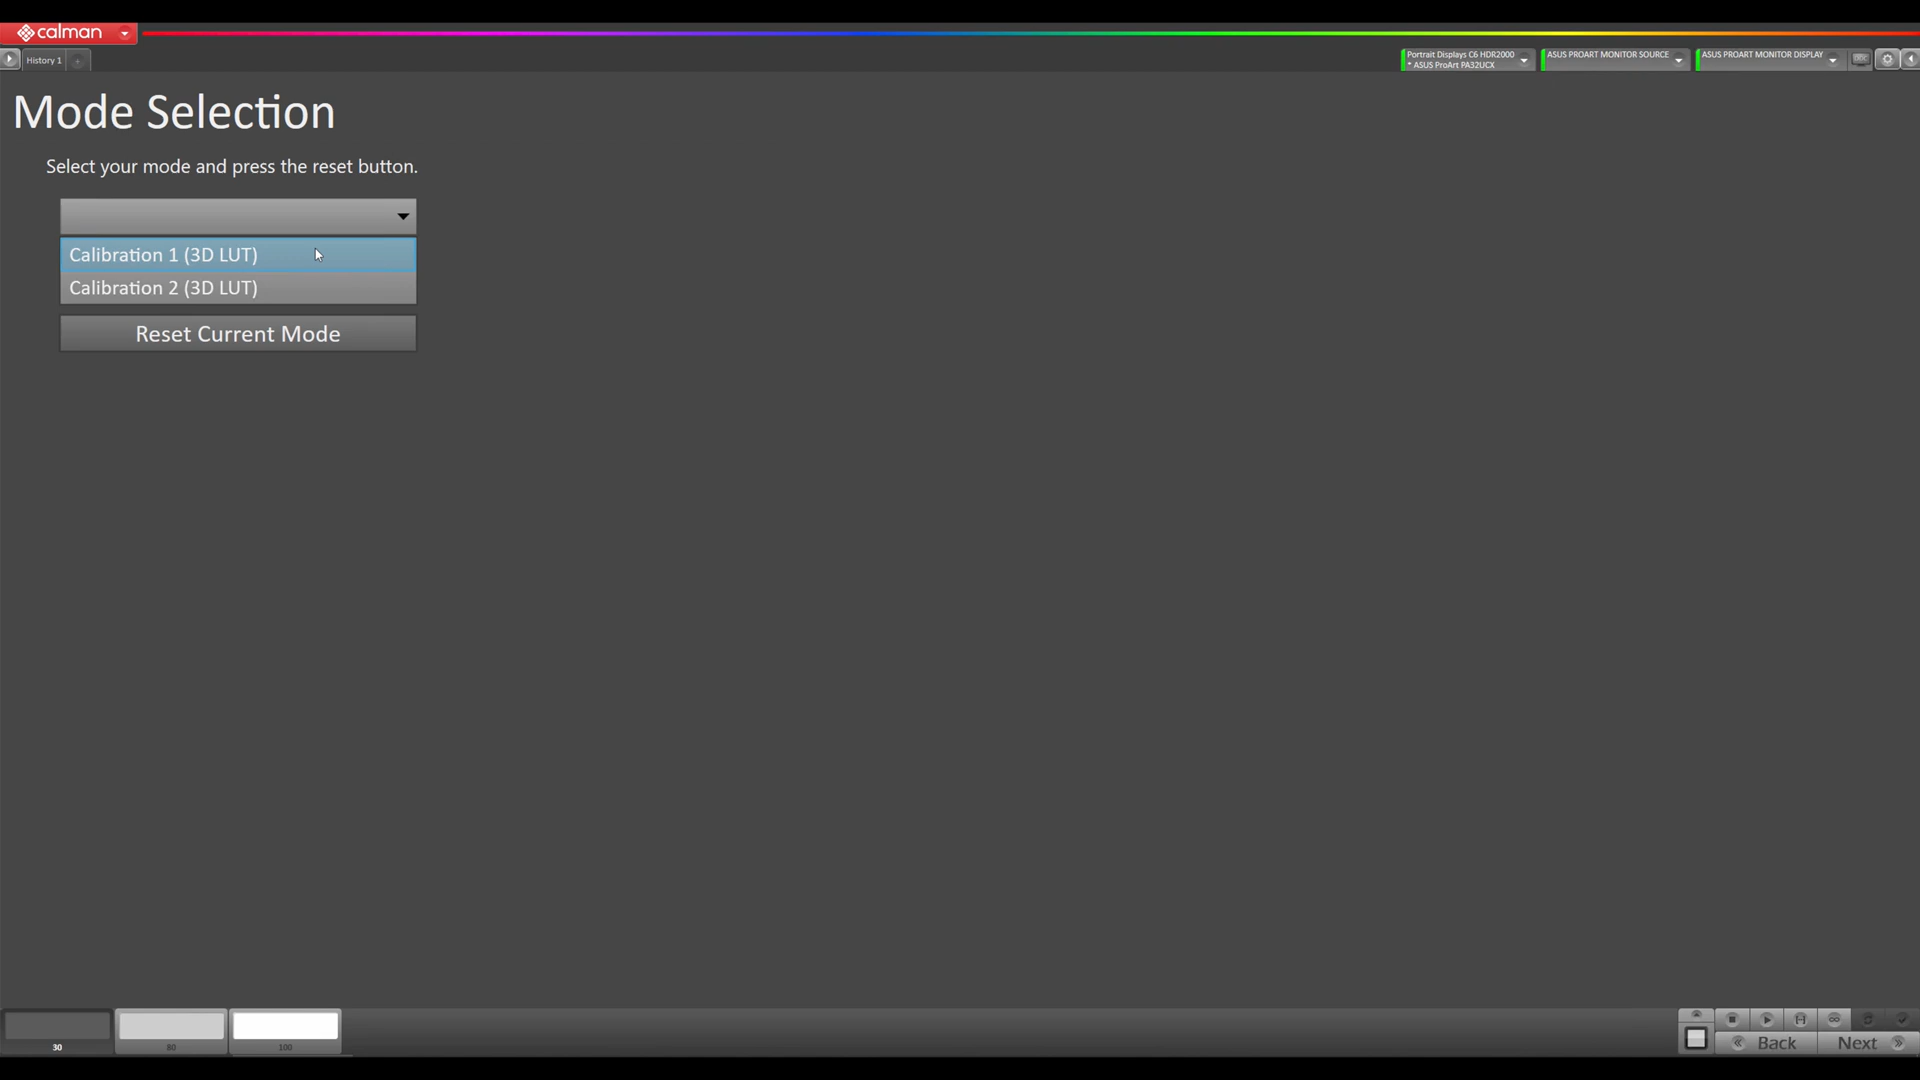 calman
History 1
Portrait Displays C6 HDR2000
* ASUS ProArt PA32UCX
ASUS PROART MONITOR SOURCE
ASUS PROART MONITOR DISPLAY
Mode Selection
Select your mode and press the reset button.
Calibration 1 (3D LUT)
Calibration 2 (3D LUT)
Reset Current Mode
30
80
100
Back
Next